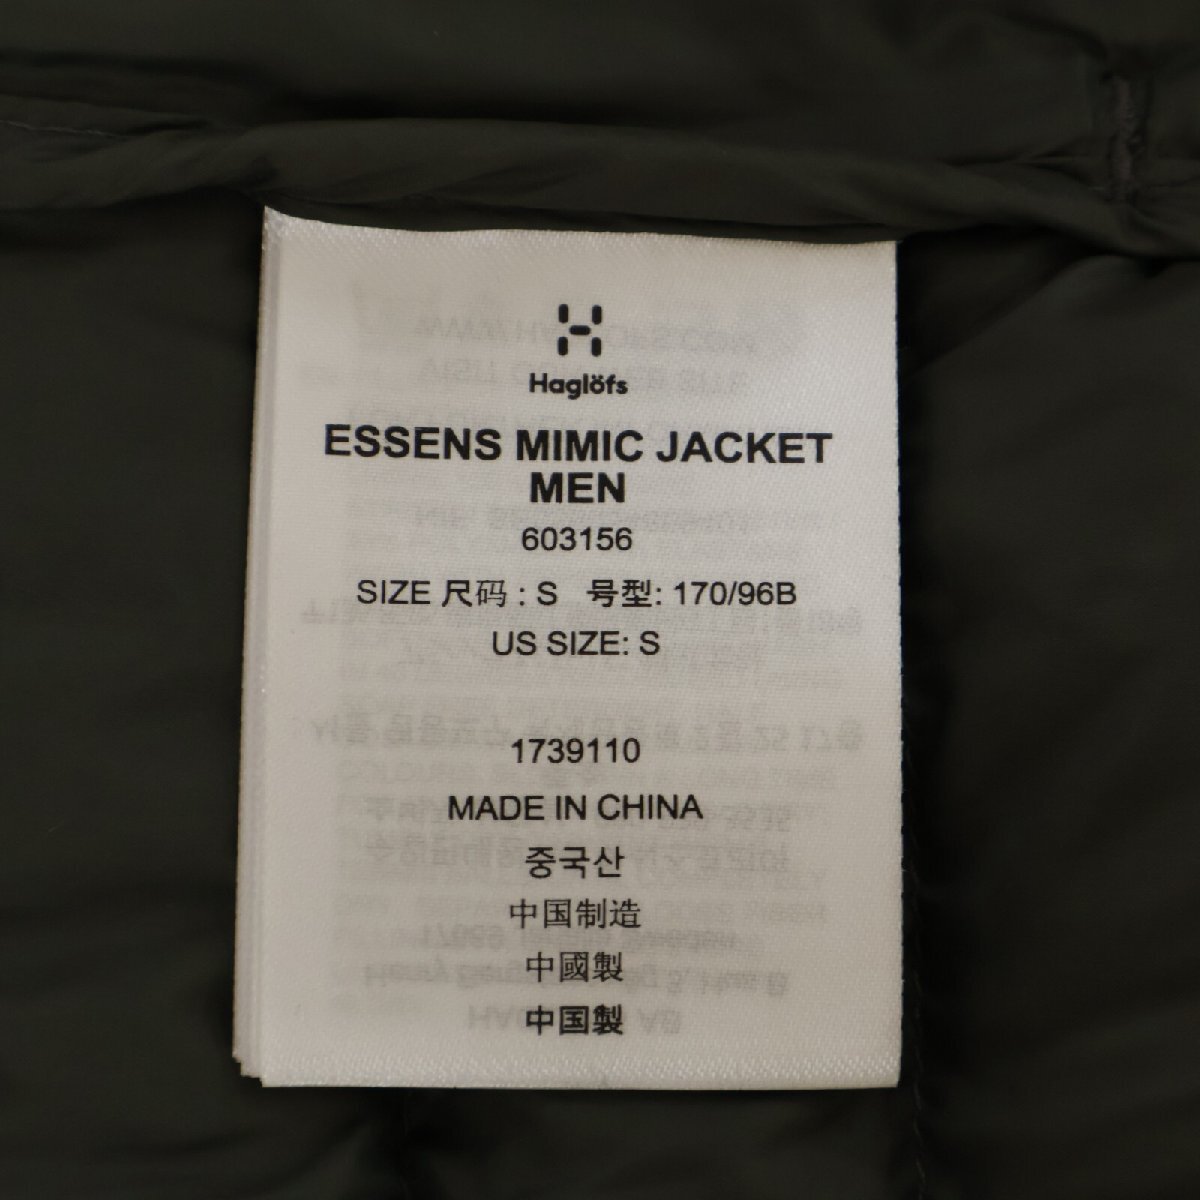 Haglöfs
ESSENS MIMIC JACKET
MEN
603156
SIZE 尺码 : S 号型: 170/96B
US SIZE: S
1739110
MADE IN CHINA
중국산
中国制造
中國製
中国製